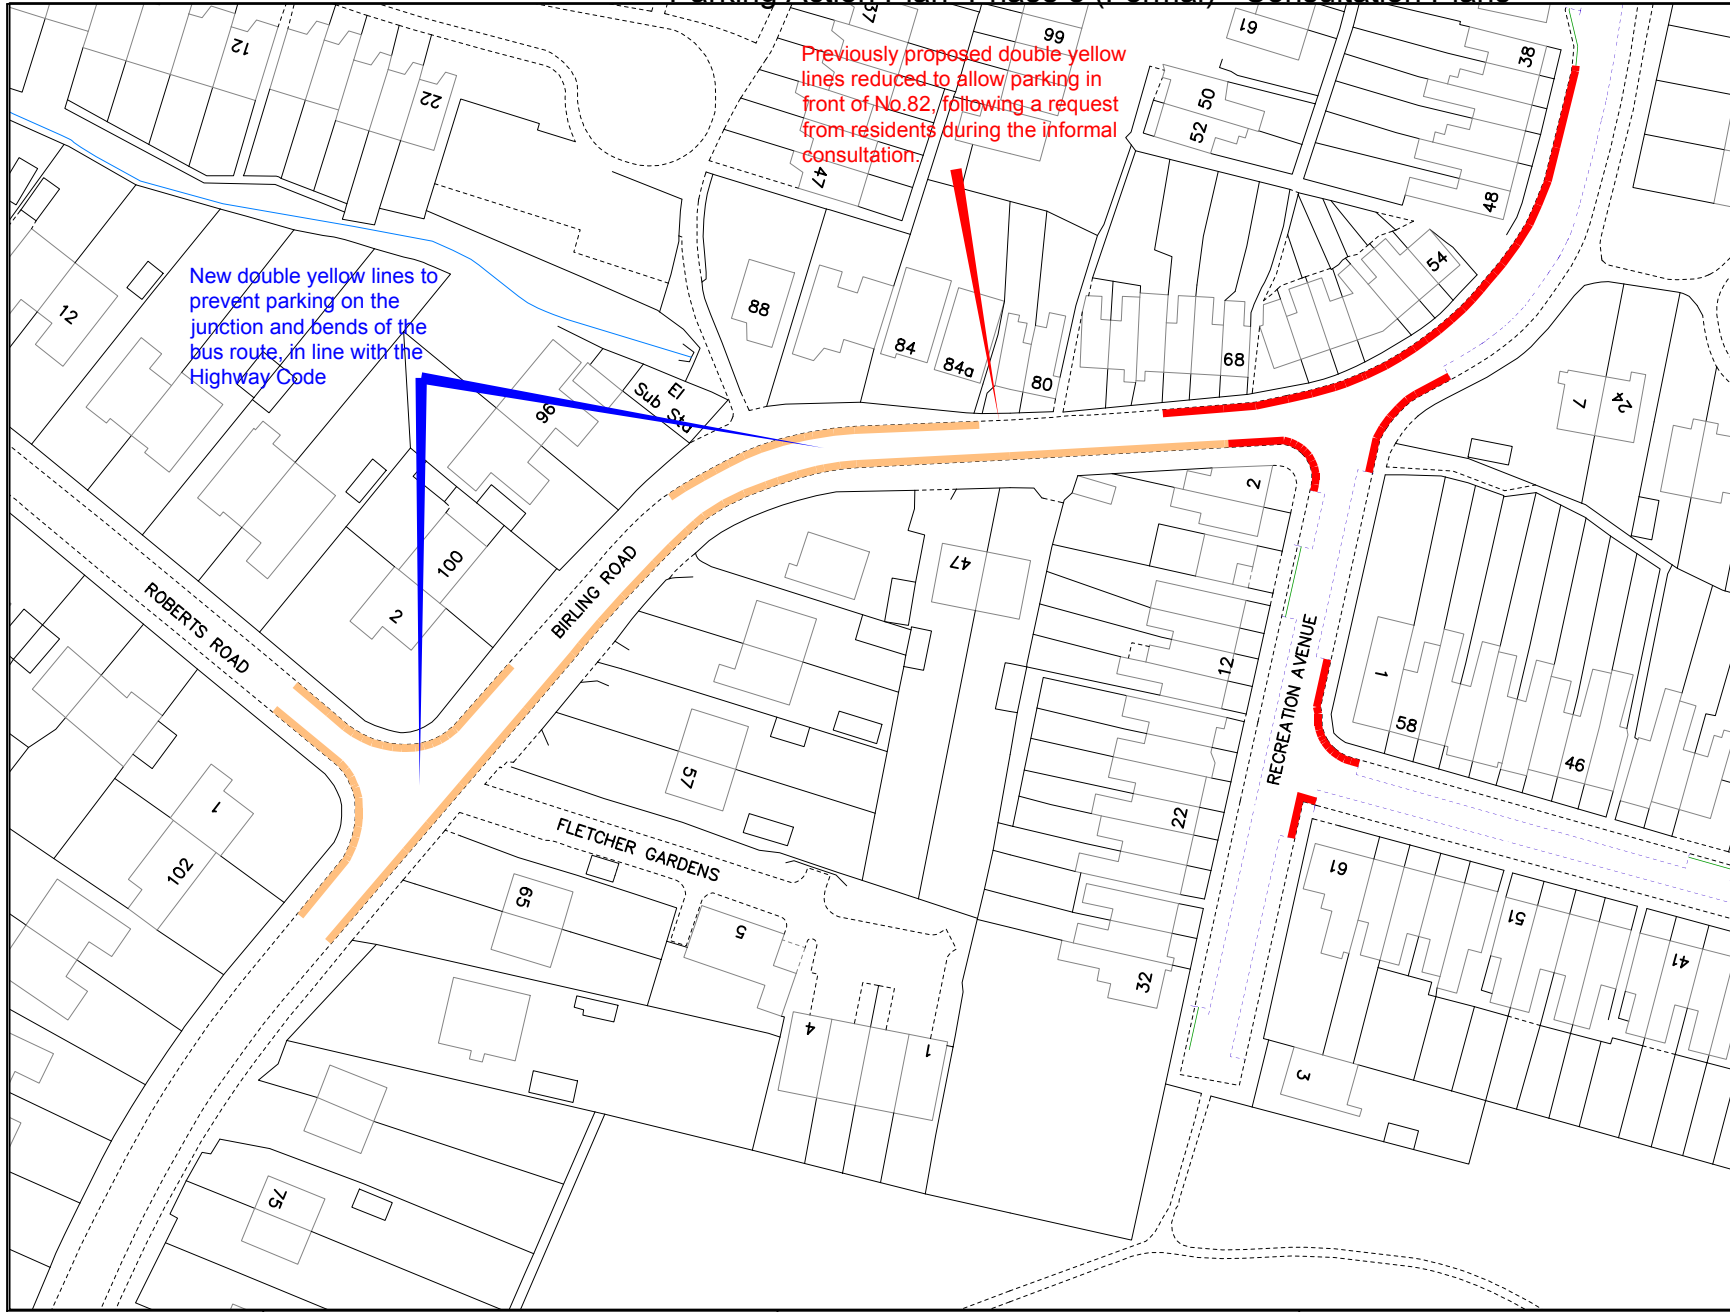 Previously proposed double yellow
lines reduced to allow parking in
front of No.82, following a request
from residents during the informal
consultation.
New double yellow lines to
prevent parking on the
junction and bends of the
bus route, in line with the
Highway Code
12
22
37
66
61
38
50
52
47
48
54
12
88
84
84a
80
68
96
El
Sub Sta
7
24
2
47
100
2
BIRLING ROAD
ROBERTS ROAD
12
RECREATION AVENUE
1
58
46
57
22
1
102
FLETCHER GARDENS
65
5
61
51
41
32
4
1
3
75